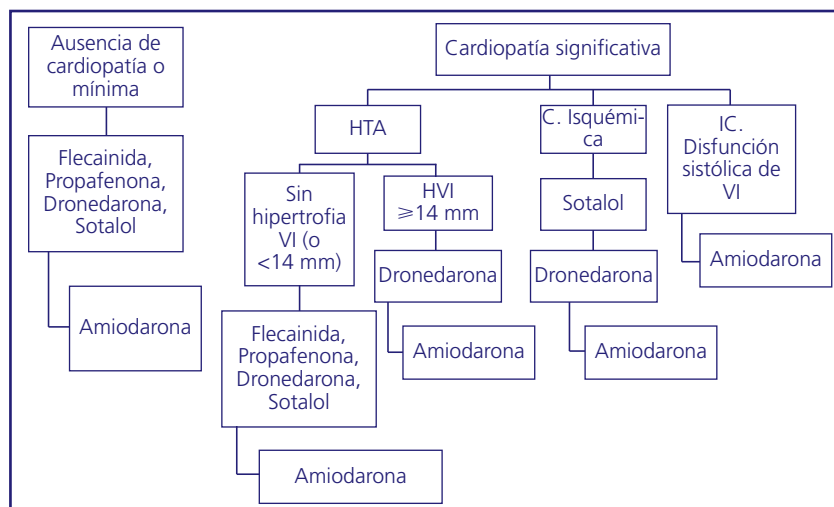 Ausencia de
cardiopatía o
mínima
Flecainida,
Propafenona,
Dronedarona,
Sotalol
Amiodarona
Cardiopatía significativa
HTA
Sin
hipertrofia
VI (o
<14 mm)
Flecainida,
Propafenona,
Dronedarona,
Sotalol
Amiodarona
HVI
≥14 mm
Dronedarona
Amiodarona
C. Isquémi-
ca
Sotalol
Dronedarona
Amiodarona
IC.
Disfunción
sistólica de
VI
Amiodarona